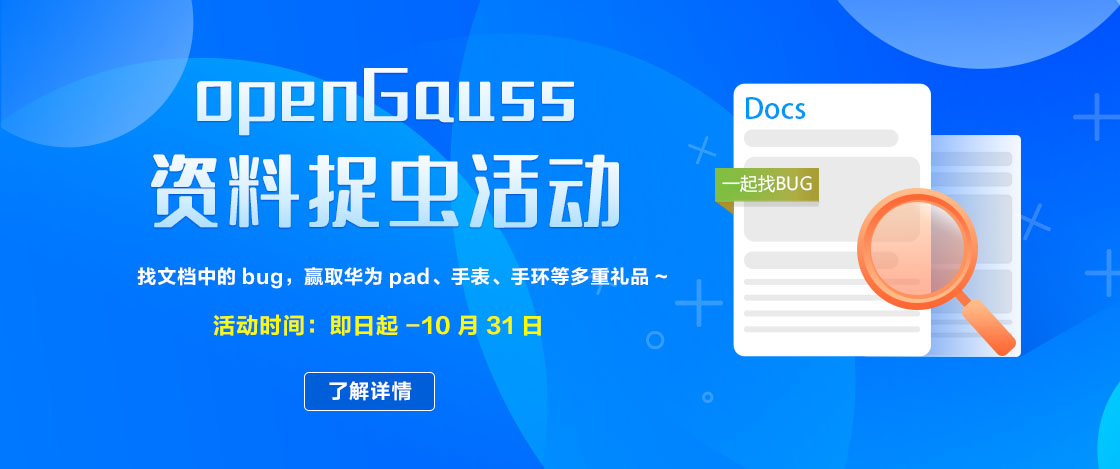 openGauss
资料捉虫活动
找文档中的 bug，赢取华为 pad、手表、手环等多重礼品 ~
活动时间：即日起 –10 月 31 日
了解详情
Docs
一起找BUG